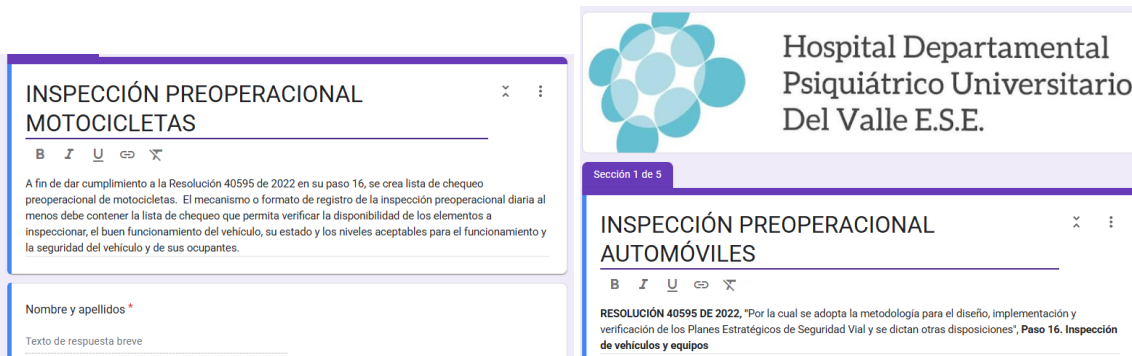 INSPECCIÓN PREOPERACIONAL
MOTOCICLETAS
B I U
A fin de dar cumplimiento a la Resolución 40595 de 2022 en su paso 16, se crea lista de chequeo
preoperacional de motocicletas. El mecanismo o formato de registro de la inspección preoperacional diaria al
menos debe contener la lista de chequeo que permita verificar la disponibilidad de los elementos a
inspeccionar, el buen funcionamiento del vehículo, su estado y los niveles aceptables para el funcionamiento y
la seguridad del vehículo y de sus ocupantes.
Nombre y apellidos *
Texto de respuesta breve
Hospital Departamental
Psiquiátrico Universitario
Del Valle E.S.E.
Sección 1 de 5
INSPECCIÓN PREOPERACIONAL
AUTOMÓVILES
B I U
RESOLUCIÓN 40595 DE 2022, "Por la cual se adopta la metodología para el diseño, implementación y
verificación de los Planes Estratégicos de Seguridad Vial y se dictan otras disposiciones", Paso 16. Inspección
de vehículos y equipos